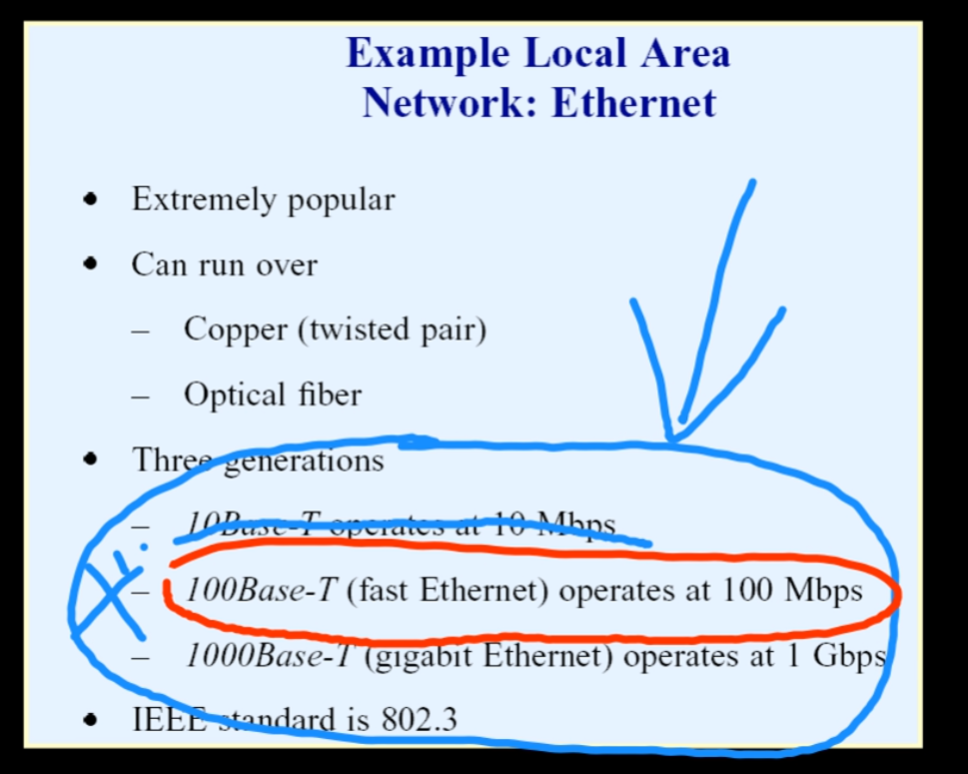 Example Local Area
Network: Ethernet
• Extremely popular
• Can run over
– Copper (twisted pair)
– Optical fiber
• Three generations
– 10Base-T operates at 10 Mbps
– 100Base-T (fast Ethernet) operates at 100 Mbps
– 1000Base-T (gigabit Ethernet) operates at 1 Gbps
• IEEE standard is 802.3